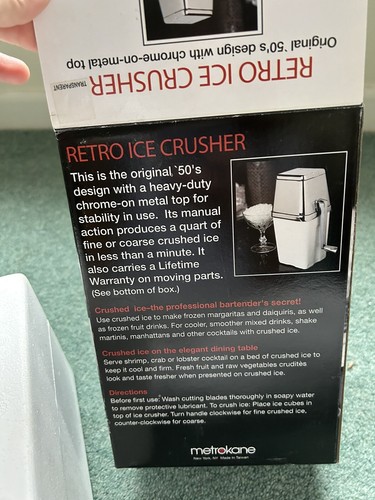 RETRO ICE CRUSHER
TRANSPARENT
Original '50's design with chrome-on-metal top
RETRO ICE CRUSHER
This is the original `50's
design with a heavy-duty
chrome-on metal top for
stability in use. Its manual
action produces a quart of
fine or coarse crushed ice
in less than a minute. It
also carries a Lifetime
Warranty on moving parts.
(See bottom of box.)
Crushed ice–the professional bartender's secret!
Use crushed ice to make frozen margaritas and daiquiris, as well
as frozen fruit drinks. For cooler, smoother mixed drinks, shake
martinis, manhattans and other cocktails with crushed ice.
Crushed ice on the elegant dining table
Serve shrimp, crab or lobster cocktail on a bed of crushed ice to
keep it cool and firm. Fresh fruit and raw vegetables crudités
look and taste fresher when presented on crushed ice.
Directions
Before first use: Wash cutting blades thoroughly in soapy water
to remove protective lubricant. To crush ice: Place ice cubes in
top of ice crusher. Turn handle clockwise for fine crushed ice,
counter-clockwise for coarse.
metrokane
New York, NY Made in Taiwan